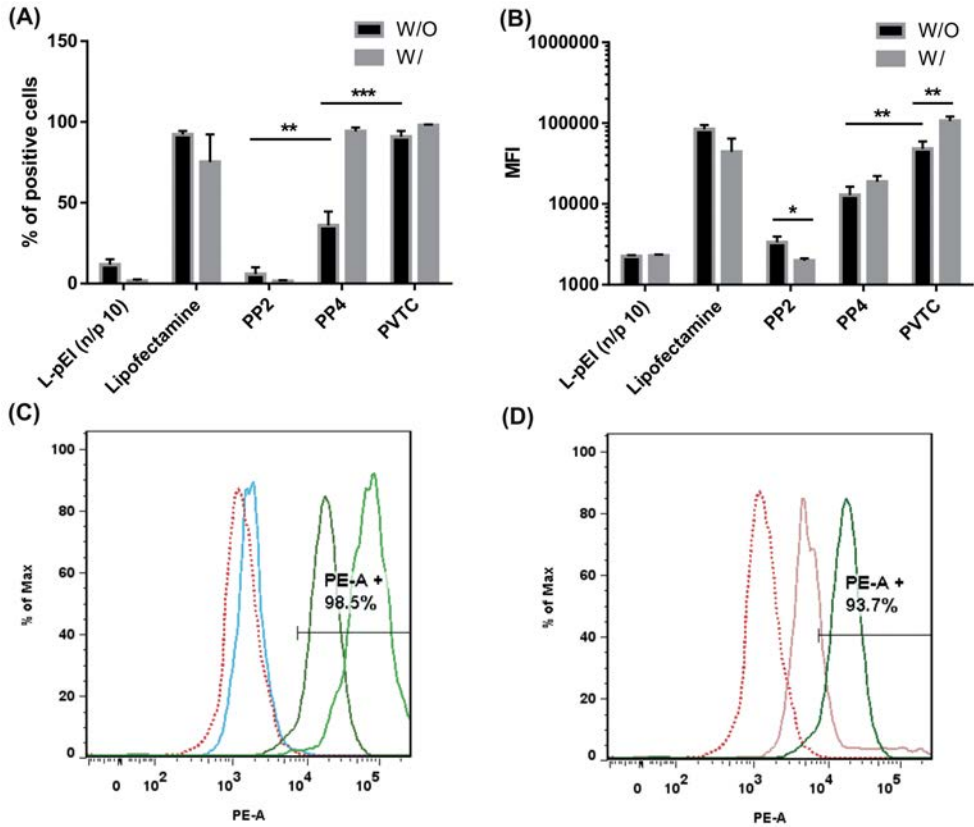 (A)
150
100
50
0
% of positive cells
W/O
W/
**
***
L-pEI (n/p 10)
Lipofectamine
PP2
PP4
PVTC
(B)
1000000
100000
10000
1000
MFI
W/O
W/
*
**
**
L-pEI (n/p 10)
Lipofectamine
PP2
PP4
PVTC
(C)
100
80
60
40
20
0
% of Max
PE-A +
98.5%
0 10² 10³ 10⁴ 10⁵
PE-A
(D)
100
80
60
40
20
0
% of Max
PE-A +
93.7%
0 10² 10³ 10⁴ 10⁵
PE-A